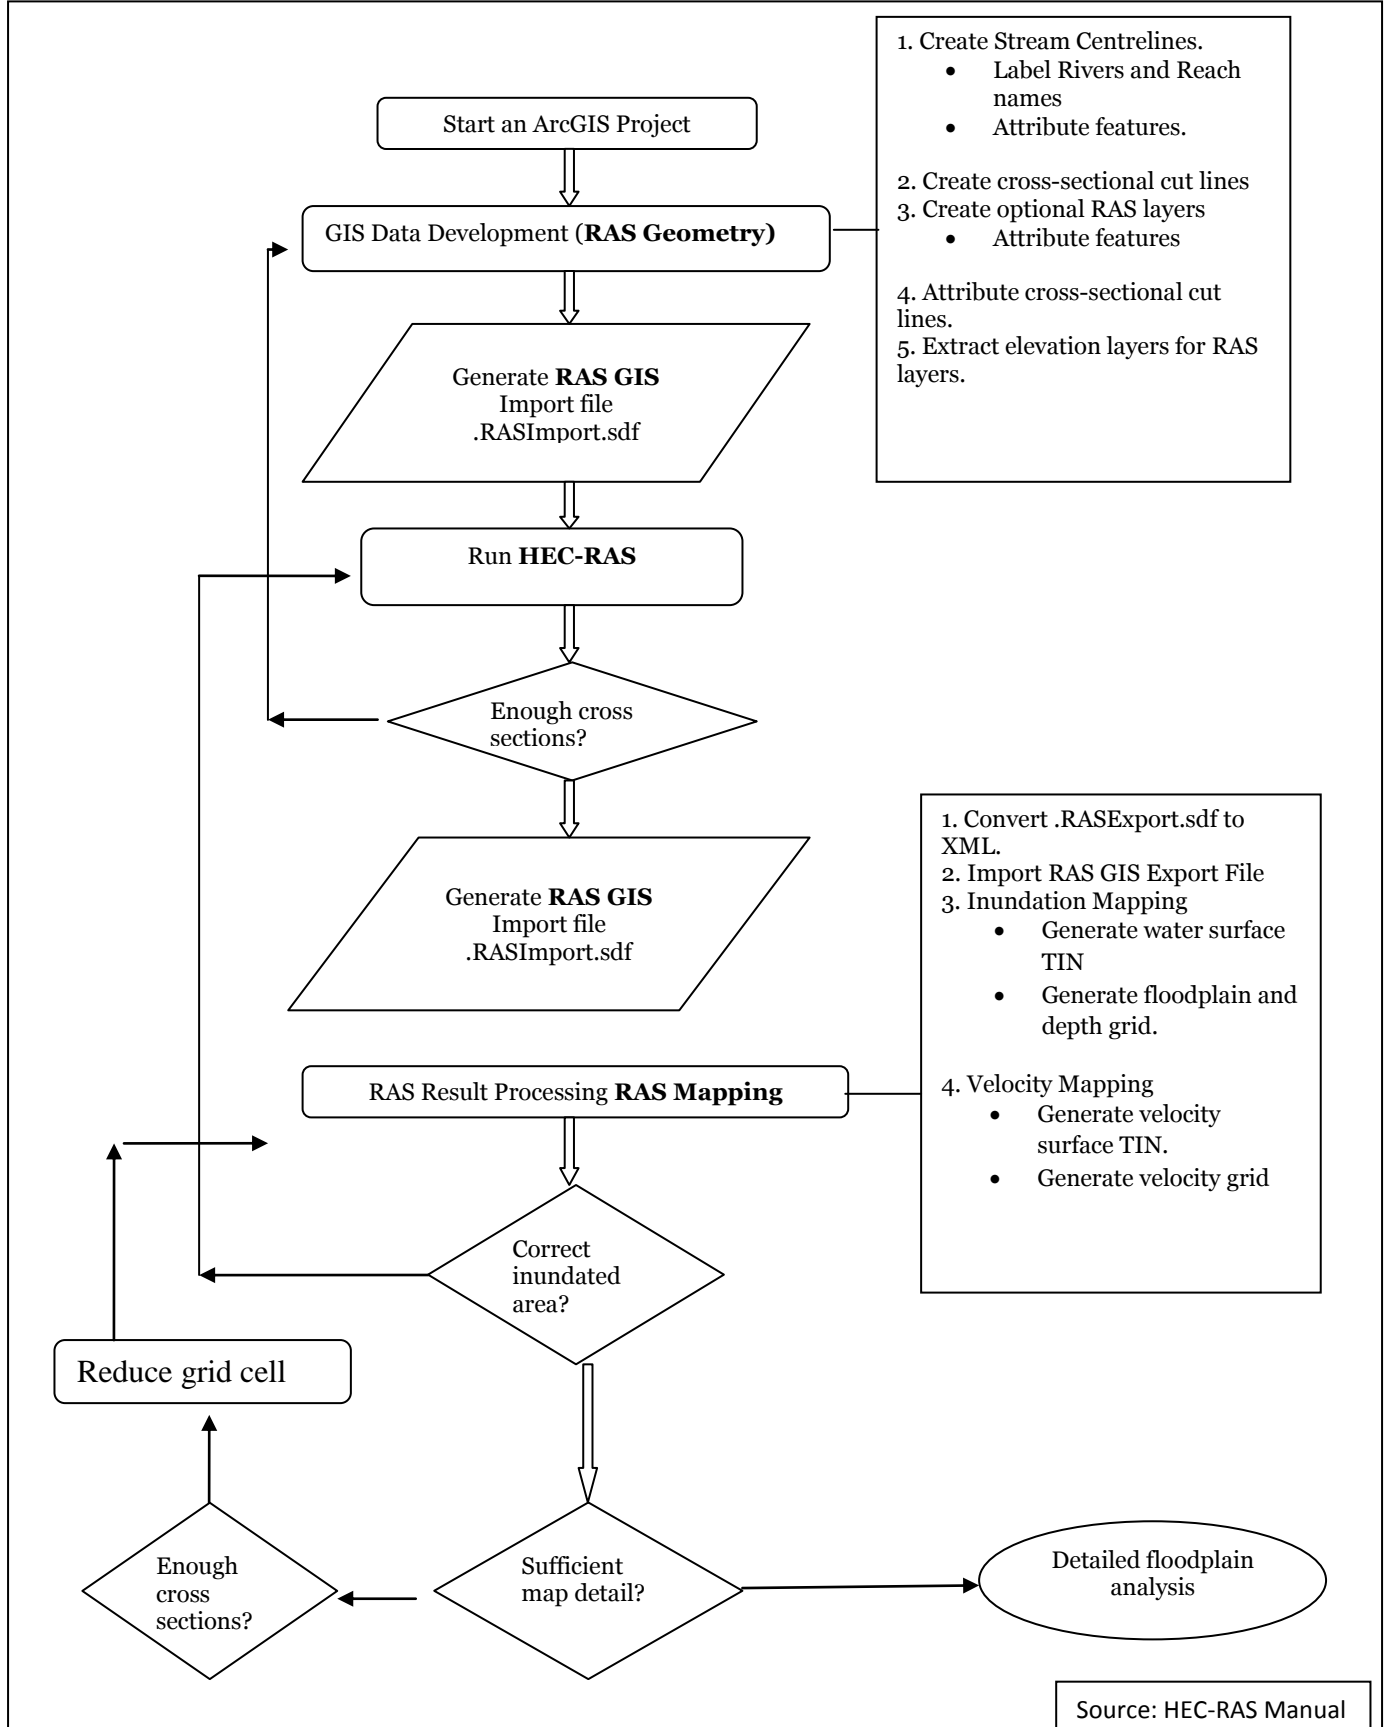 Start an ArcGIS Project
GIS Data Development (RAS Geometry)
1. Create Stream Centrelines.
• Label Rivers and Reach
names
• Attribute features.
2. Create cross-sectional cut lines
3. Create optional RAS layers
• Attribute features
4. Attribute cross-sectional cut
lines.
5. Extract elevation layers for RAS
layers.
Generate RAS GIS
Import file
.RASImport.sdf
Run HEC-RAS
Enough cross
sections?
Generate RAS GIS
Import file
.RASImport.sdf
RAS Result Processing RAS Mapping
1. Convert .RASExport.sdf to
XML.
2. Import RAS GIS Export File
3. Inundation Mapping
• Generate water surface
TIN
• Generate floodplain and
depth grid.
4. Velocity Mapping
• Generate velocity
surface TIN.
• Generate velocity grid
Correct
inundated
area?
Reduce grid cell
Enough
cross
sections?
Sufficient
map detail?
Detailed floodplain
analysis
Source: HEC-RAS Manual